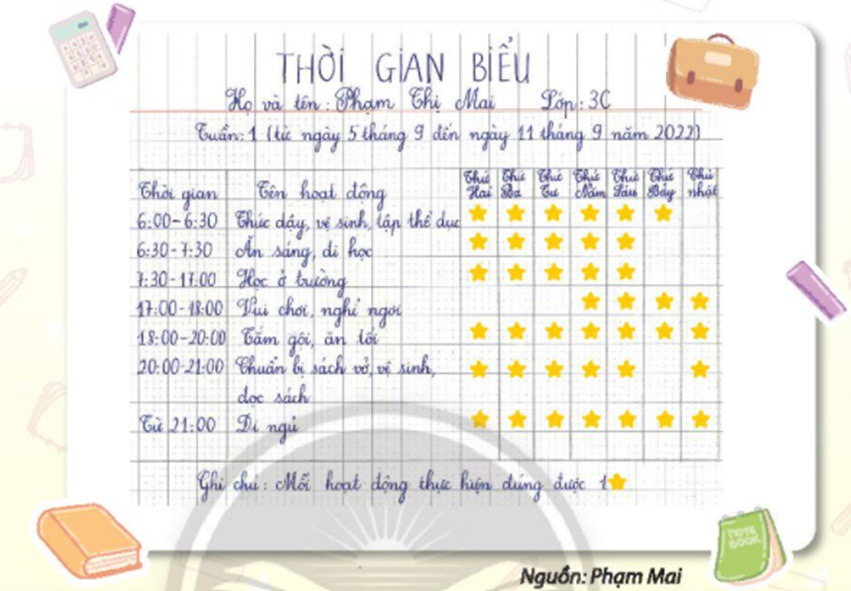 THỜI GIAN BIỂU
Họ và tên: Phạm Thị Mai Lớp: 3C
Tuần: 1 (từ ngày 5 tháng 9 đến ngày 11 tháng 9 năm 2022)
Thời gian Tên hoạt động Thứ Hai Thứ Ba Thứ Tư Thứ Năm Thứ Sáu Thứ Bảy Chủ nhật
6:00-6:30 Thức dậy, vệ sinh, tập thể dục
6:30-7:30 Ăn sáng, đi học
7:30-17:00 Học ở trường
17:00-18:00 Vui chơi, nghỉ ngơi
18:00-20:00 Tắm gội, ăn tối
20:00-21:00 Chuẩn bị sách vở, vệ sinh,
đọc sách
Từ 21:00 Đi ngủ
Ghi chú: Mỗi hoạt động thực hiện đúng được 1
NOTE
BOOK
Nguồn: Phạm Mai